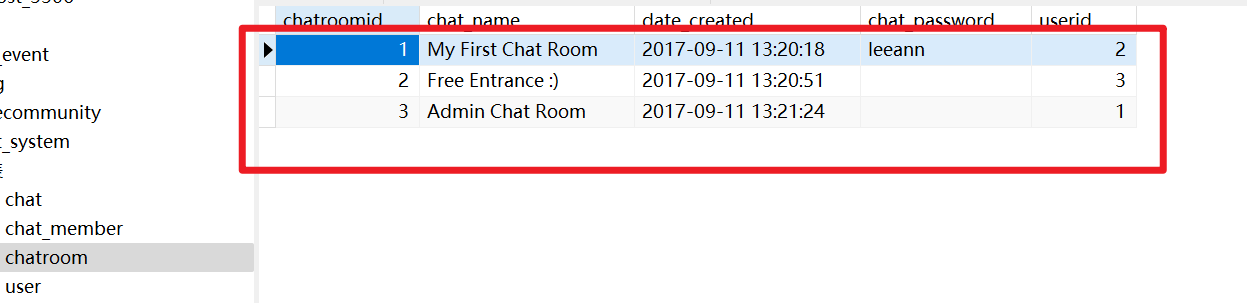 chatroomid chat_name date_created chat_password userid
1 My First Chat Room 2017-09-11 13:20:18 leeann 2
2 Free Entrance :) 2017-09-11 13:20:51 3
3 Admin Chat Room 2017-09-11 13:21:24 1
_event
g
ecommunity
t_system
chat
chat_member
chatroom
user